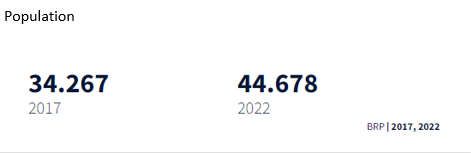 Population
34.267 44.678
2017 2022
BRP | 2017, 2022